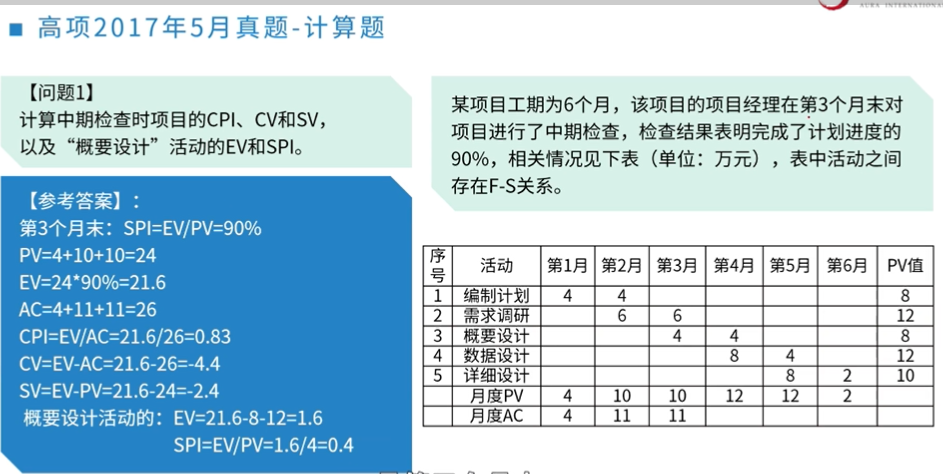 AURA INTERNATIONA
高项2017年5月真题-计算题
【问题1】
计算中期检查时项目的CPI、CV和SV，
以及“概要设计”活动的EV和SPI。
【参考答案】：
第3个月末：SPI=EV/PV=90%
PV=4+10+10=24
EV=24*90%=21.6
AC=4+11+11=26
CPI=EV/AC=21.6/26=0.83
CV=EV-AC=21.6-26=-4.4
SV=EV-PV=21.6-24=-2.4
概要设计活动的：EV=21.6-8-12=1.6
SPI=EV/PV=1.6/4=0.4
某项目工期为6个月，该项目的项目经理在第3个月末对
项目进行了中期检查，检查结果表明完成了计划进度的
90%，相关情况见下表（单位：万元），表中活动之间
存在F-S关系。
序号 活动 第1月 第2月 第3月 第4月 第5月 第6月 PV值
1 编制计划 4 4 8
2 需求调研 6 6 12
3 概要设计 4 4 8
4 数据设计 8 4 12
5 详细设计 8 2 10
月度PV 4 10 10 12 12 2
月度AC 4 11 11